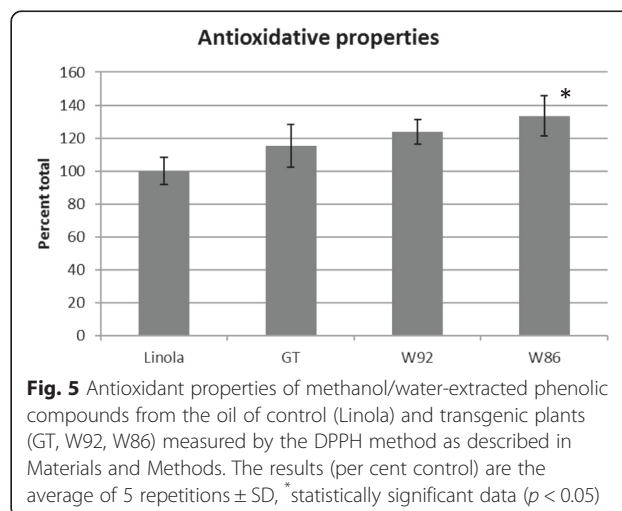 Antioxidative properties
160
140
120
100
80
60
40
20
0
Percent total
*
Linola GT W92 W86
Fig. 5 Antioxidant properties of methanol/water-extracted phenolic
compounds from the oil of control (Linola) and transgenic plants
(GT, W92, W86) measured by the DPPH method as described in
Materials and Methods. The results (per cent control) are the
average of 5 repetitions ± SD, *statistically significant data (p < 0.05)